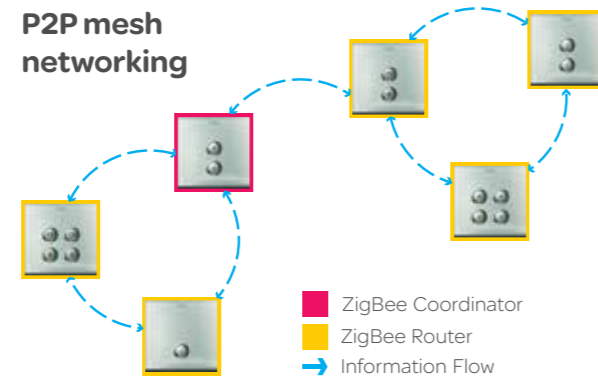 P2P mesh
networking
ZigBee Coordinator
ZigBee Router
Information Flow